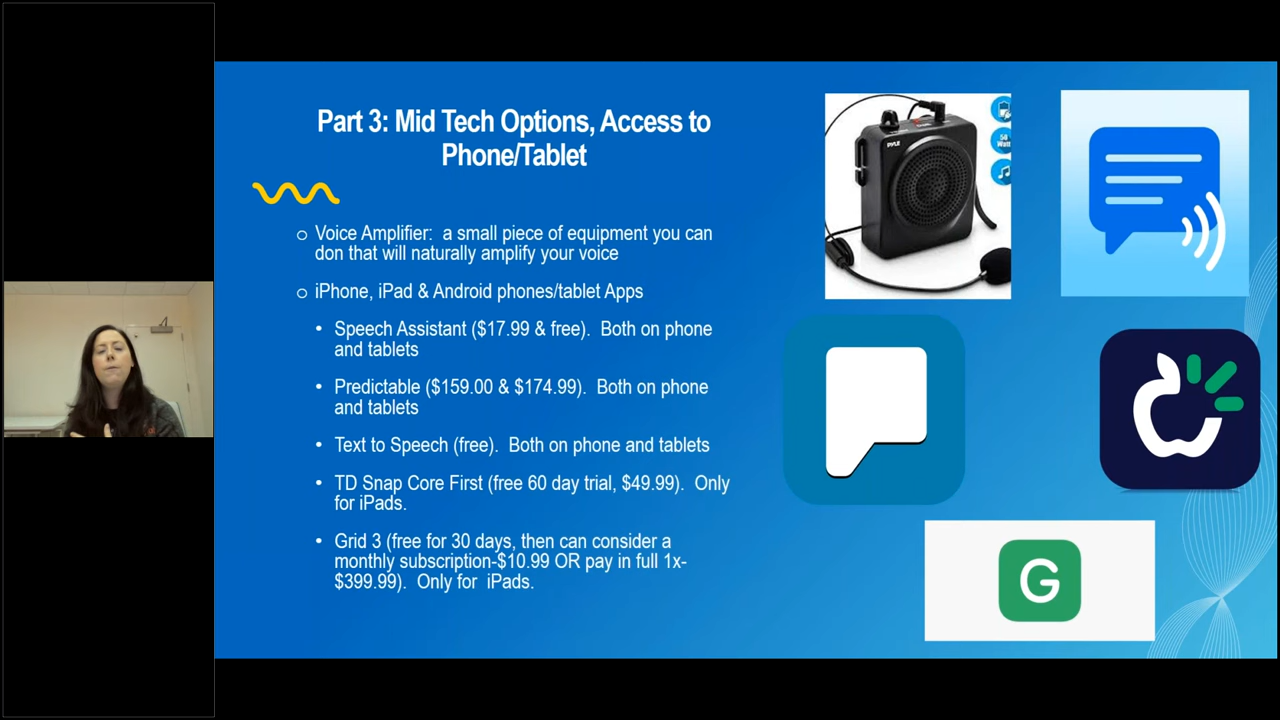 Part 3: Mid Tech Options, Access to
Phone/Tablet
Voice Amplifier: a small piece of equipment you can
don that will naturally amplify your voice
iPhone, iPad & Android phones/tablet Apps
Speech Assistant ($17.99 & free). Both on phone
and tablets
Predictable ($159.00 & $174.99). Both on phone
and tablets
Text to Speech (free). Both on phone and tablets
TD Snap Core First (free 60 day trial, $49.99). Only
for iPads.
Grid 3 (free for 30 days, then can consider a
monthly subscription-$10.99 OR pay in full 1x-
$399.99). Only for iPads.
PYLE
50
Watt
G